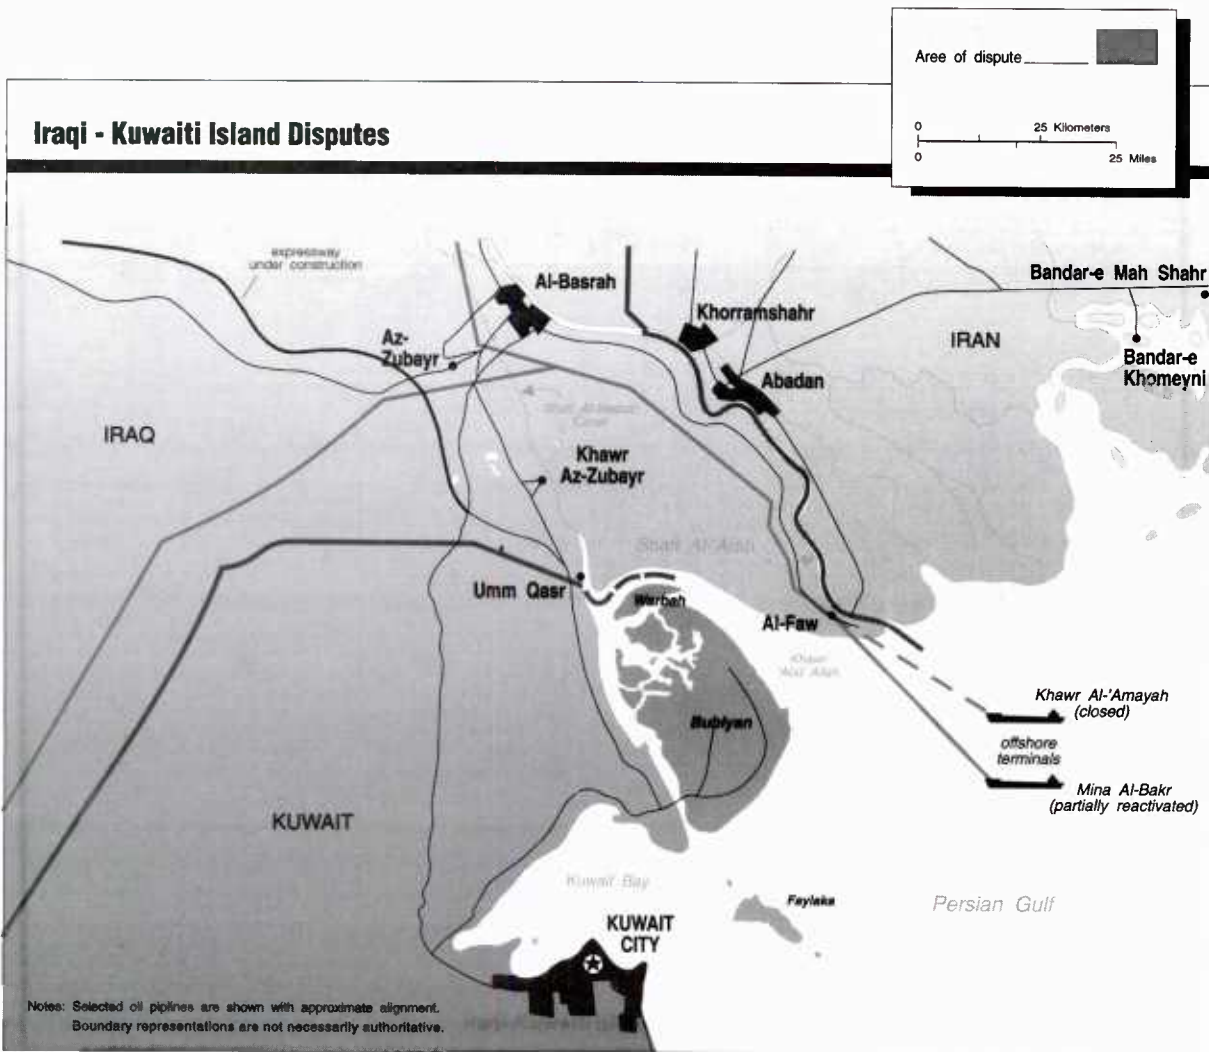 Aree of dispute
0 25 Kilometers
0 25 Miles
Iraqi - Kuwaiti Island Disputes
expressway
under construction
Al-Basrah
Bandar-e Mah Shahr
Khorramshahr
Az-
Zubayr
IRAN
Bandar-e
Khomeyni
Abadan
IRAQ
Khawr
Az-Zubayr
Umm Qasr
Warbah
Al-Faw
Khawr
Abd Allah
Khawr Al-'Amayah
(closed)
Bubiyan
offshore
terminals
Mina Al-Bakr
(partially reactivated)
KUWAIT
Kuwait Bay
Faylaka
Persian Gulf
KUWAIT
CITY
Notes: Selected oil piplines are shown with approximate alignment.
Boundary representations are not necessarily authoritative.